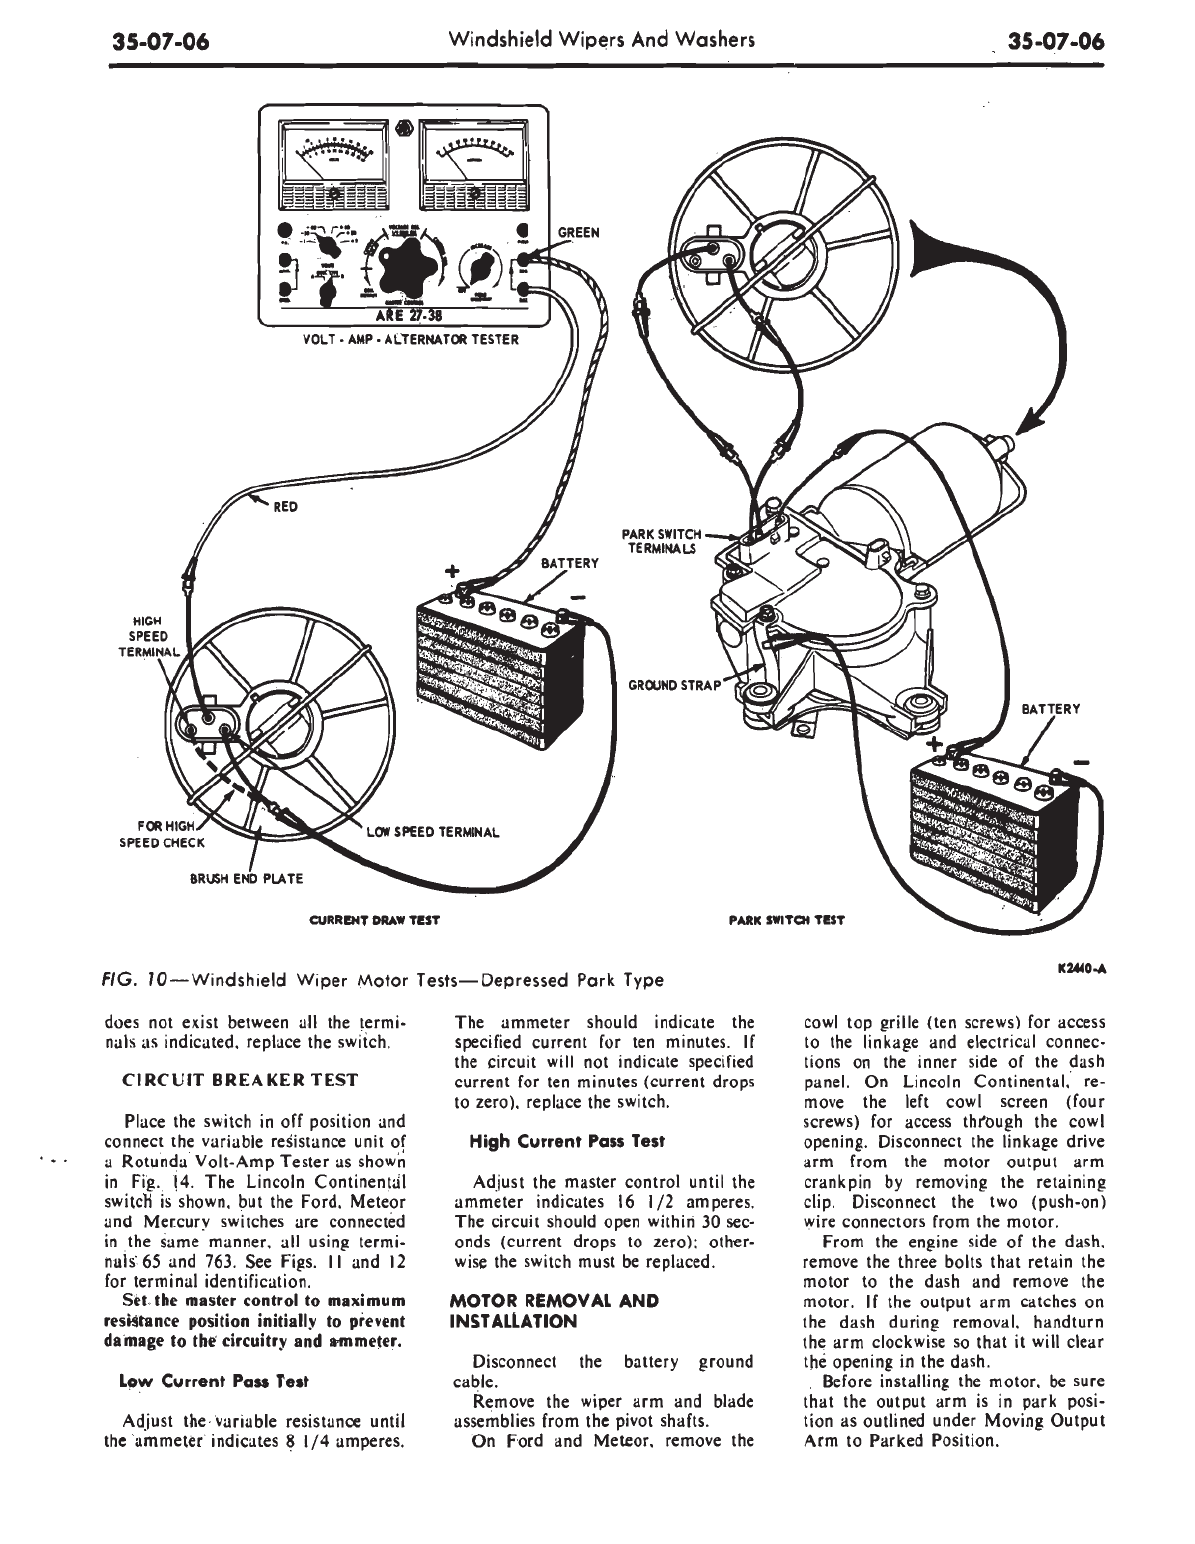 35-07-06
Windshield Wipers And Washers
35-07-06
GREEN
ARE 27-38
VOLT - AMP - ALTERNATOR TESTER
RED
PARK SWITCH
TERMINALS
BATTERY
+
-
HIGH
SPEED
TERMINAL
GROUND STRAP
BATTERY
+
-
FOR HIGH
SPEED CHECK
LOW SPEED TERMINAL
BRUSH END PLATE
CURRENT DRAW TEST
PARK SWITCH TEST
K2440-A
FIG. 10—Windshield Wiper Motor Tests—Depressed Park Type
does not exist between all the termi-
nals as indicated, replace the switch.
CIRCUIT BREAKER TEST
Place the switch in off position and
connect the variable resistance unit of
a Rotunda Volt-Amp Tester as shown
in Fig. 14. The Lincoln Continental
switch is shown, but the Ford, Meteor
and Mercury switches are connected
in the same manner, all using termi-
nals 65 and 763. See Figs. 11 and 12
for terminal identification.
Set the master control to maximum
resistance position initially to prevent
damage to the circuitry and ammeter.
Low Current Pass Test
Adjust the variable resistance until
the ammeter indicates 8 1/4 amperes.
The ammeter should indicate the
specified current for ten minutes. If
the circuit will not indicate specified
current for ten minutes (current drops
to zero), replace the switch.
High Current Pass Test
Adjust the master control until the
ammeter indicates 16 1/2 amperes.
The circuit should open within 30 sec-
onds (current drops to zero); other-
wise the switch must be replaced.
MOTOR REMOVAL AND
INSTALLATION
Disconnect the battery ground
cable.
Remove the wiper arm and blade
assemblies from the pivot shafts.
On Ford and Meteor, remove the
cowl top grille (ten screws) for access
to the linkage and electrical connec-
tions on the inner side of the dash
panel. On Lincoln Continental, re-
move the left cowl screen (four
screws) for access through the cowl
opening. Disconnect the linkage drive
arm from the motor output arm
crankpin by removing the retaining
clip. Disconnect the two (push-on)
wire connectors from the motor.
From the engine side of the dash,
remove the three bolts that retain the
motor to the dash and remove the
motor. If the output arm catches on
the dash during removal, handturn
the arm clockwise so that it will clear
the opening in the dash.
Before installing the motor, be sure
that the output arm is in park posi-
tion as outlined under Moving Output
Arm to Parked Position.